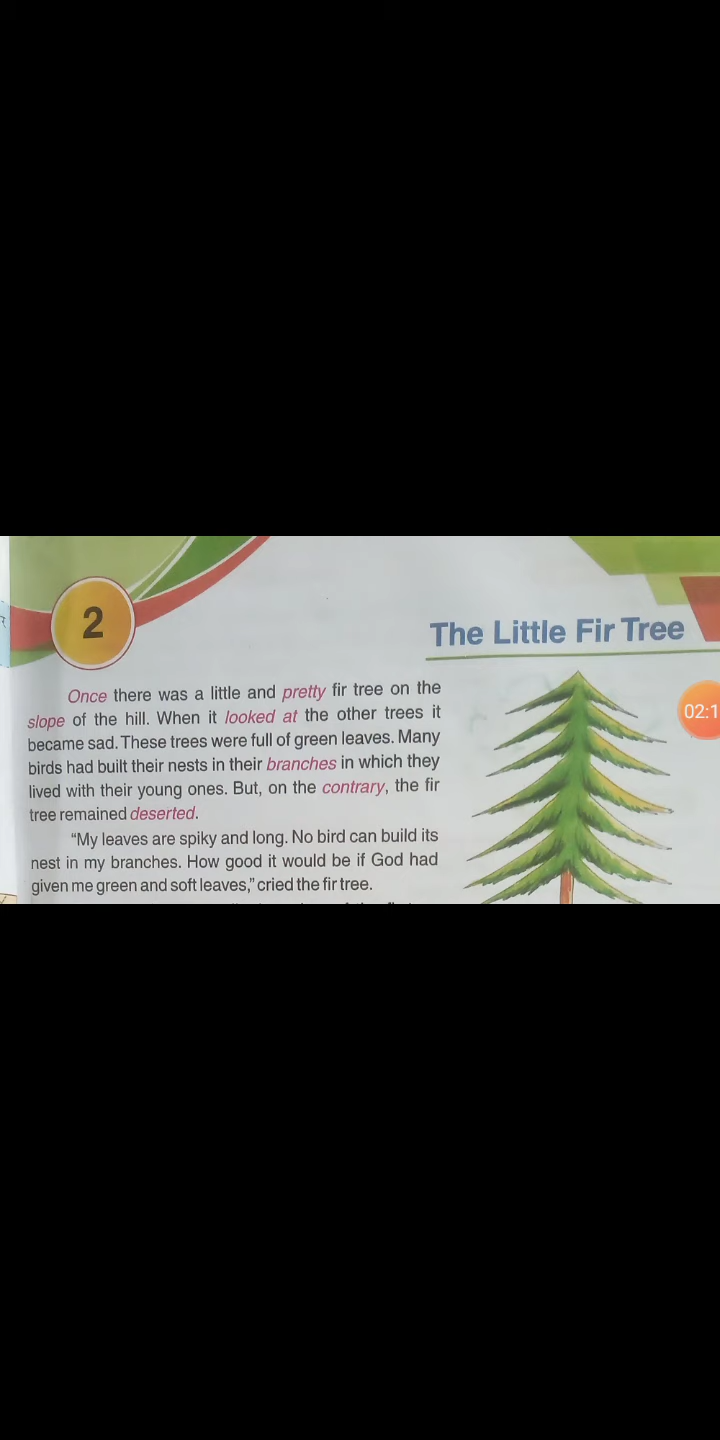 2
The Little Fir Tree
02:1
Once there was a little and pretty fir tree on the
slope of the hill. When it looked at the other trees it
became sad. These trees were full of green leaves. Many
birds had built their nests in their branches in which they
lived with their young ones. But, on the contrary, the fir
tree remained deserted.
“My leaves are spiky and long. No bird can build its
nest in my branches. How good it would be if God had
given me green and soft leaves,” cried the fir tree.